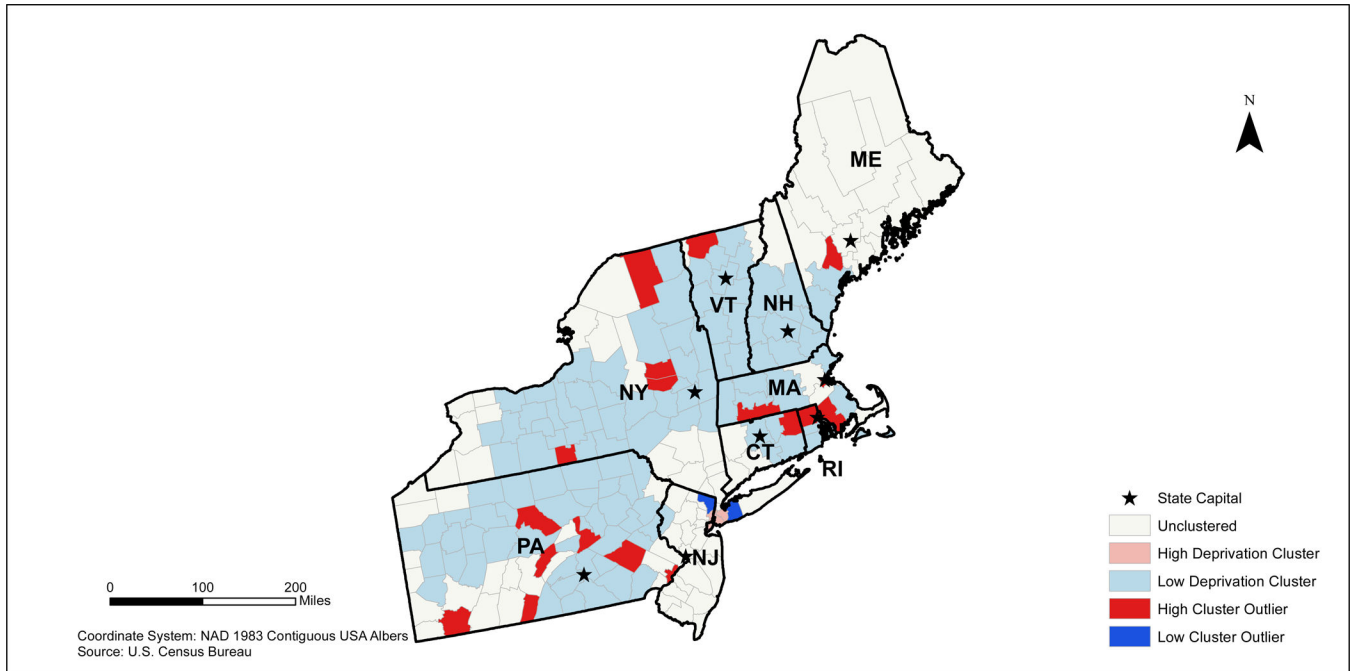 N
ME
VT
NH
NY
MA
CT
RI
RI
PA
NJ
State Capital
Unclustered
High Deprivation Cluster
Low Deprivation Cluster
High Cluster Outlier
Low Cluster Outlier
0 100 200
Miles
Coordinate System: NAD 1983 Contiguous USA Albers
Source: U.S. Census Bureau